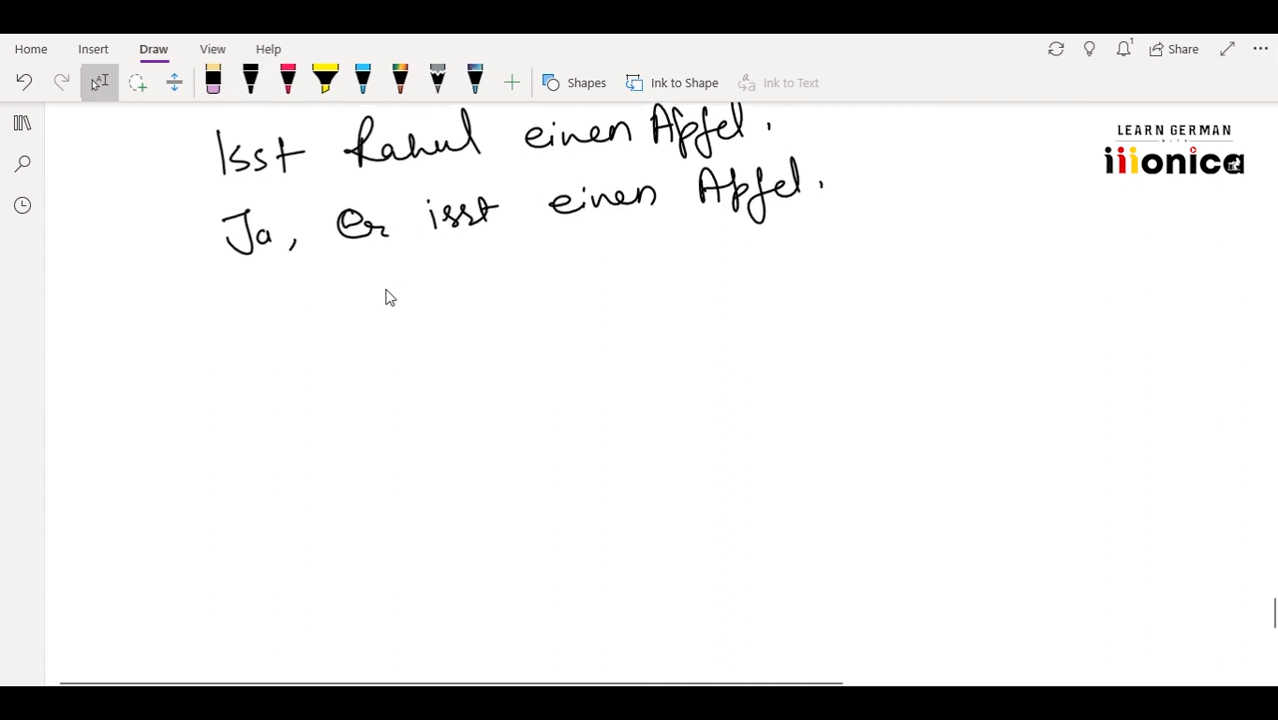 Home Insert Draw View Help
Share
Shapes Ink to Shape Ink to Text
LEARN GERMAN
monica
Isst Rahul einen Apfel.
Ja, Er isst einen Apfel.